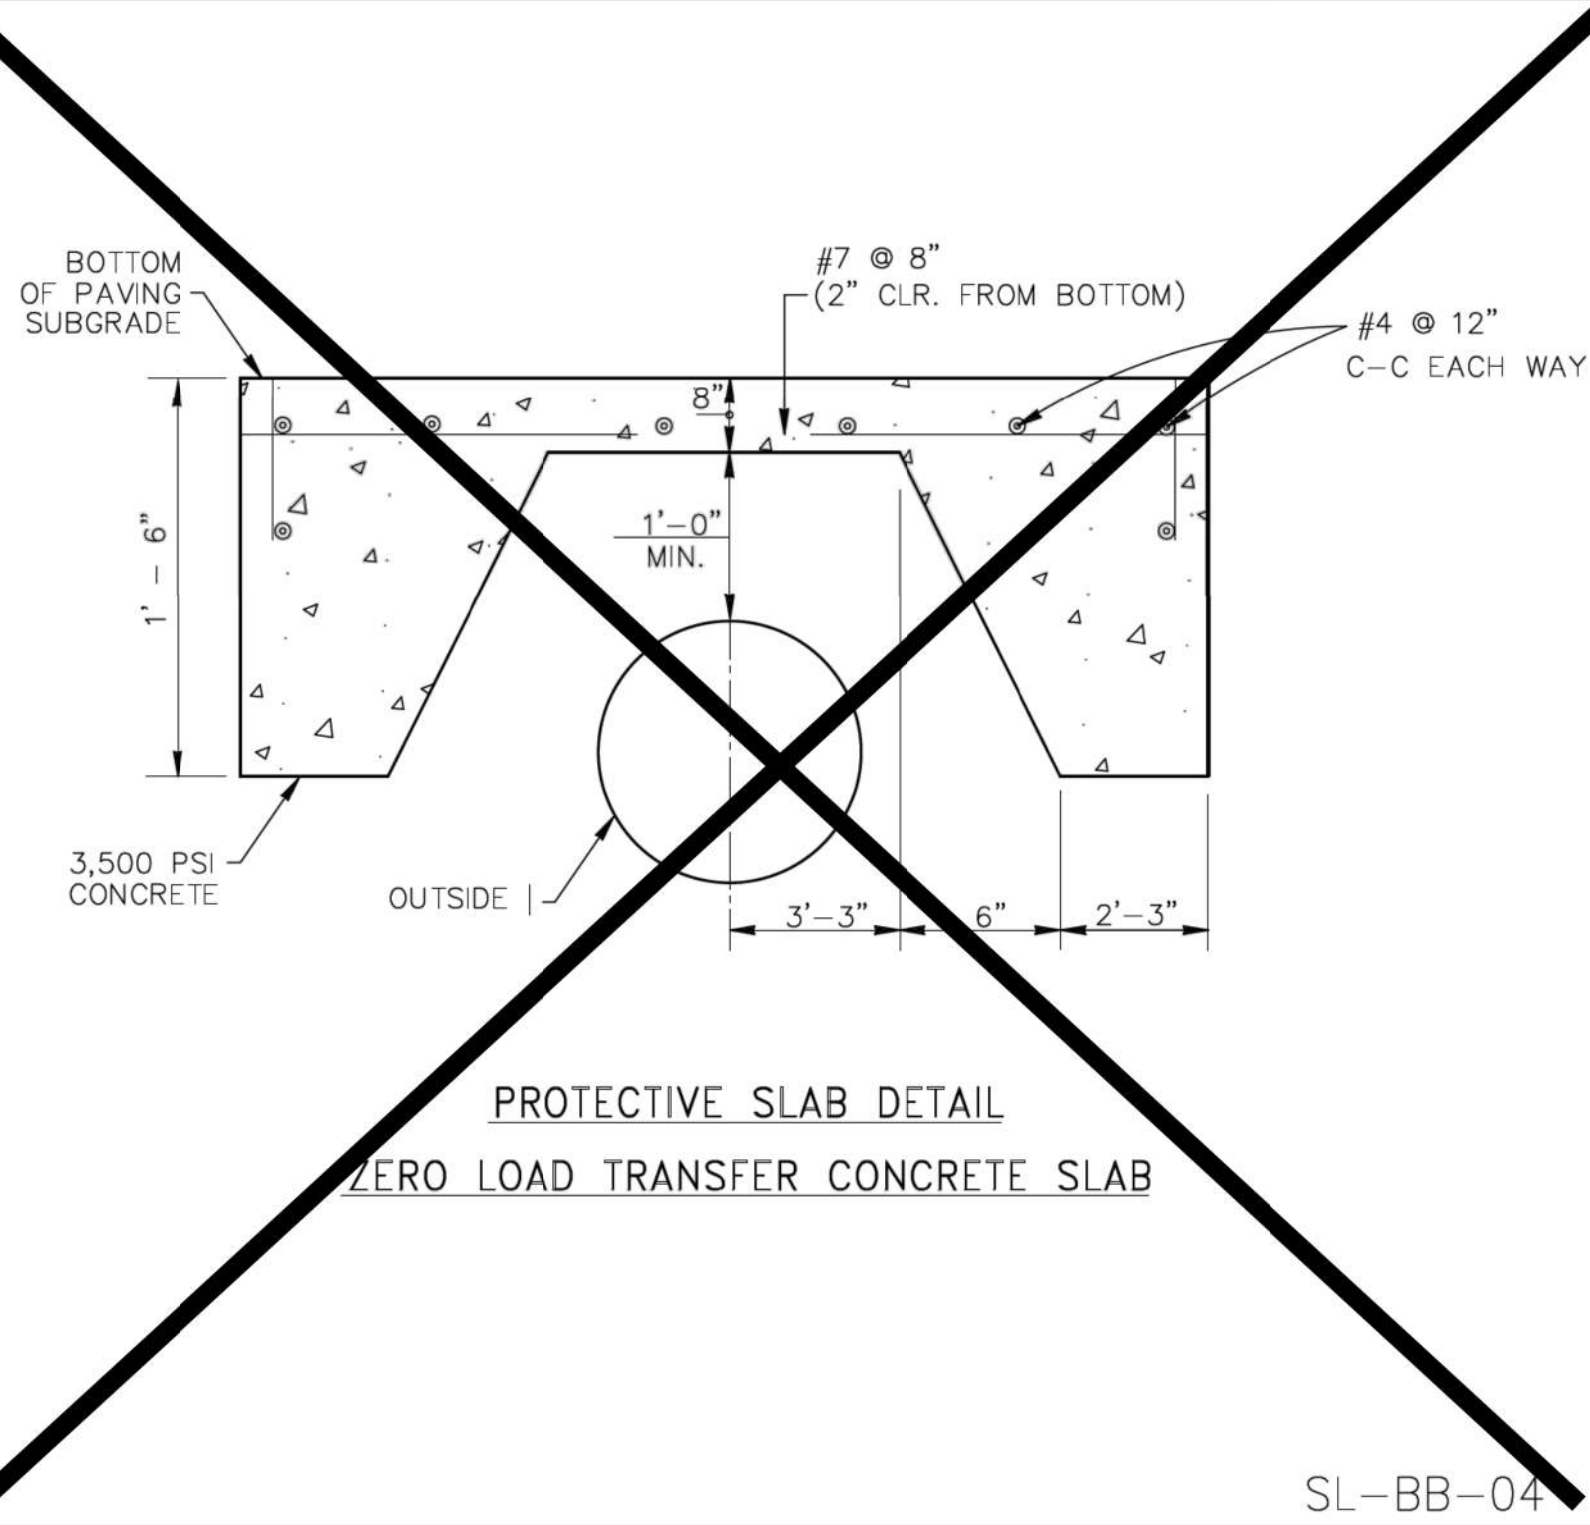 BOTTOM
OF PAVING
SUBGRADE
#7 @ 8”
(2” CLR. FROM BOTTOM)
#4 @ 12”
C–C EACH WAY
8”
1’ – 6”
1’–0”
MIN.
3,500 PSI
CONCRETE
OUTSIDE |
3’–3”
6”
2’–3”
PROTECTIVE SLAB DETAIL
ZERO LOAD TRANSFER CONCRETE SLAB
SL–BB–04